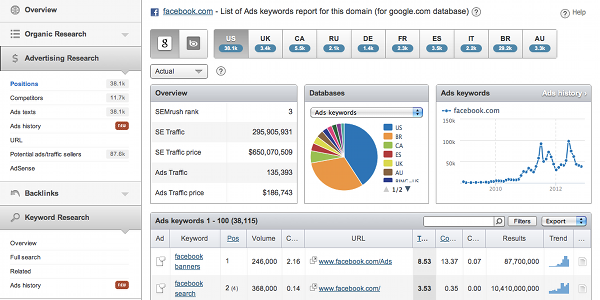 Overview
Organic Research
Advertising Research
Positions 38.1k
Competitors 11.7k
Ads texts 38.1k
Ads history new
URL
Potential ads/traffic sellers 87.6k
AdSense
Backlinks
Keyword Research
Overview
Full search
Related
Ads history new
facebook.com - List of Ads keywords report for this domain (for google.com database) ?
? Help
g b
US UK CA RU DE FR ES IT BR AU
38.1k 3.4k 5.5k 2.1k 1.4k 2.3k 3.5k 2.2k 29.2k 3.3k
Actual ?
Overview
SEMrush rank 3
SE Traffic 295,905,931
SE Traffic price $650,070,509
Ads Traffic 135,393
Ads Traffic price $186,743
Databases
Ads keywords
US
BR
CA
ES
UK
AU
1/2
Ads keywords Ads history
facebook.com
150k
100k
50k
2010 2012
Ads keywords 1 - 100 (38,115)
Filters Export
Ad Keyword Pos Volume C... URL T... Co... C... Results Trend ...
facebook banners 1 246,000 2.16 www.facebook.com/Ads 8.53 13.37 0.07 87,700,000
facebook search 2 (4) 368,000 0.14 www.facebook.com/ 3.53 0.35 0.00 10,410,000,000